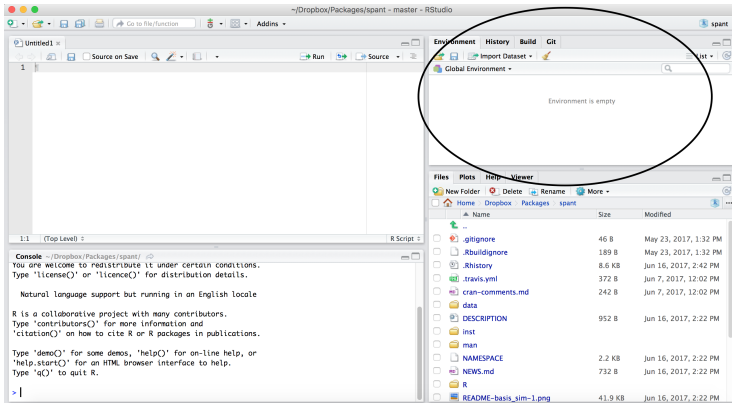 ~/Dropbox/Packages/spant - master - RStudio
Go to file/function
Addins
spant
Untitled1
Source on Save
Run
Source
1
1:1 (Top Level)
R Script
Console ~/Dropbox/Packages/spant/
You are welcome to redistribute it under certain conditions.
Type 'license()' or 'licence()' for distribution details.
Natural language support but running in an English locale
R is a collaborative project with many contributors.
Type 'contributors()' for more information and
'citation()' on how to cite R or R packages in publications.
Type 'demo()' for some demos, 'help()' for on-line help, or
'help.start()' for an HTML browser interface to help.
Type 'q()' to quit R.
>
Environment History Build Git
Import Dataset
List
Global Environment
Environment is empty
Files Plots Help Viewer
New Folder Delete Rename More
Home Dropbox Packages spant
Name Size Modified
..
.gitignore 46 B May 23, 2017, 1:32 PM
.Rbuildignore 189 B May 23, 2017, 1:32 PM
.Rhistory 8.6 KB Jun 16, 2017, 2:42 PM
.travis.yml 372 B Jun 7, 2017, 12:02 PM
cran-comments.md 242 B Jun 7, 2017, 12:02 PM
data
DESCRIPTION 952 B Jun 16, 2017, 2:22 PM
inst
man
NAMESPACE 2.2 KB Jun 16, 2017, 2:22 PM
NEWS.md 732 B Jun 16, 2017, 2:22 PM
R
README-basis_sim-1.png 41.9 KB Jun 16, 2017, 2:22 PM